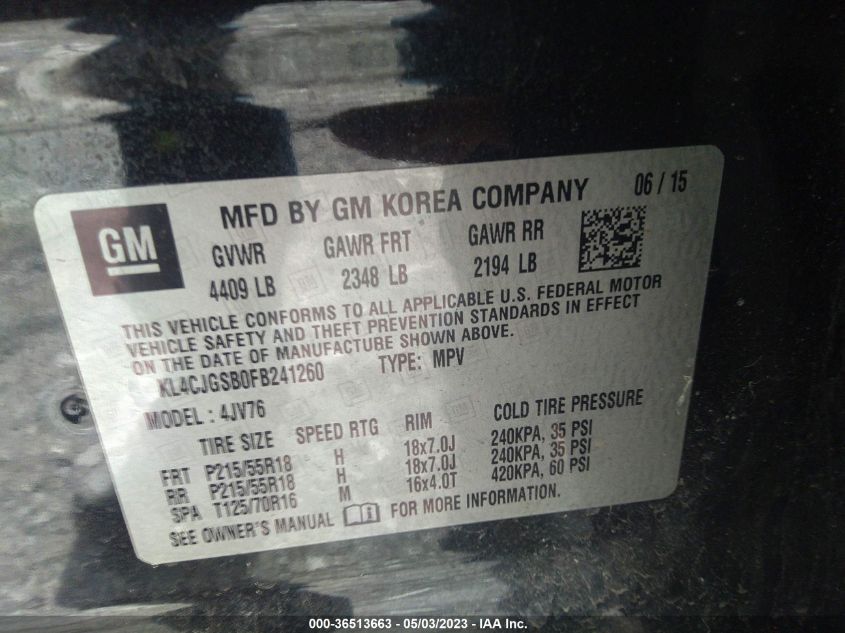 GM
MFD BY GM KOREA COMPANY 06 / 15
GVWR GAWR FRT GAWR RR
4409 LB 2348 LB 2194 LB
THIS VEHICLE CONFORMS TO ALL APPLICABLE U.S. FEDERAL MOTOR
VEHICLE SAFETY AND THEFT PREVENTION STANDARDS IN EFFECT
ON THE DATE OF MANUFACTURE SHOWN ABOVE.
KL4CJGSB0FB241260 TYPE: MPV
MODEL : 4JV76
TIRE SIZE SPEED RTG RIM COLD TIRE PRESSURE
FRT P215/55R18 H 18x7.0J 240KPA, 35 PSI
RR P215/55R18 H 18x7.0J 240KPA, 35 PSI
SPA T125/70R16 M 16x4.0T 420KPA, 60 PSI
SEE OWNER'S MANUAL FOR MORE INFORMATION.
000-36513663 - 05/03/2023 - IAA Inc.